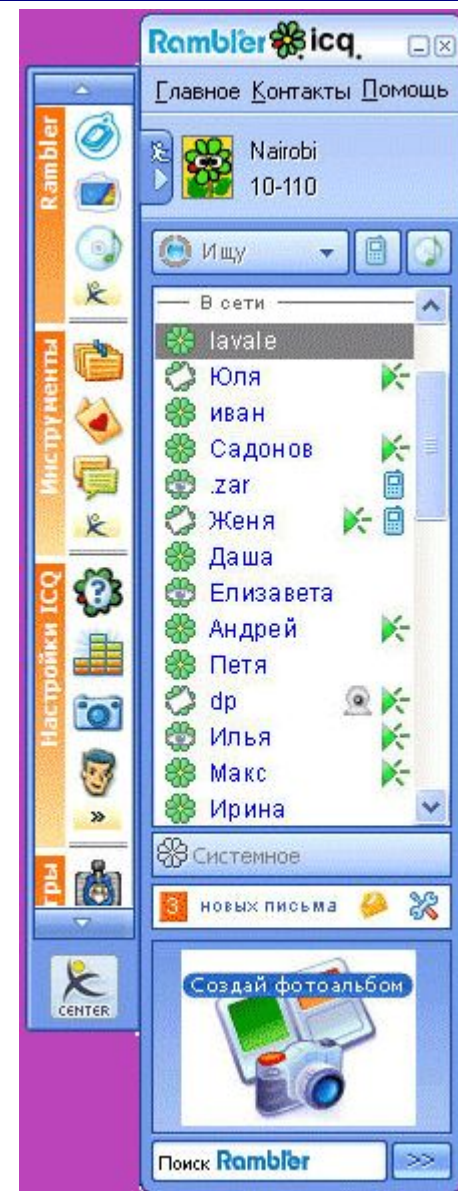 Rambler icq
Главное Контакты Помощь
Nairobi
10-110
Ищу
В сети
lavale
Юля
иван
Садонов
.zar
Женя
Даша
Елизавета
Андрей
Петя
dp
Илья
Макс
Ирина
Системное
3 новых письма
Создай фотоальбом
Поиск Rambler >>
Rambler
Инструменты
Настройки ICQ
»
гры
CENTER